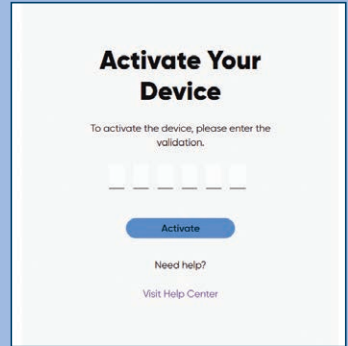 Activate Your
Device
To activate the device, please enter the
validation.
Activate
Need help?
Visit Help Center